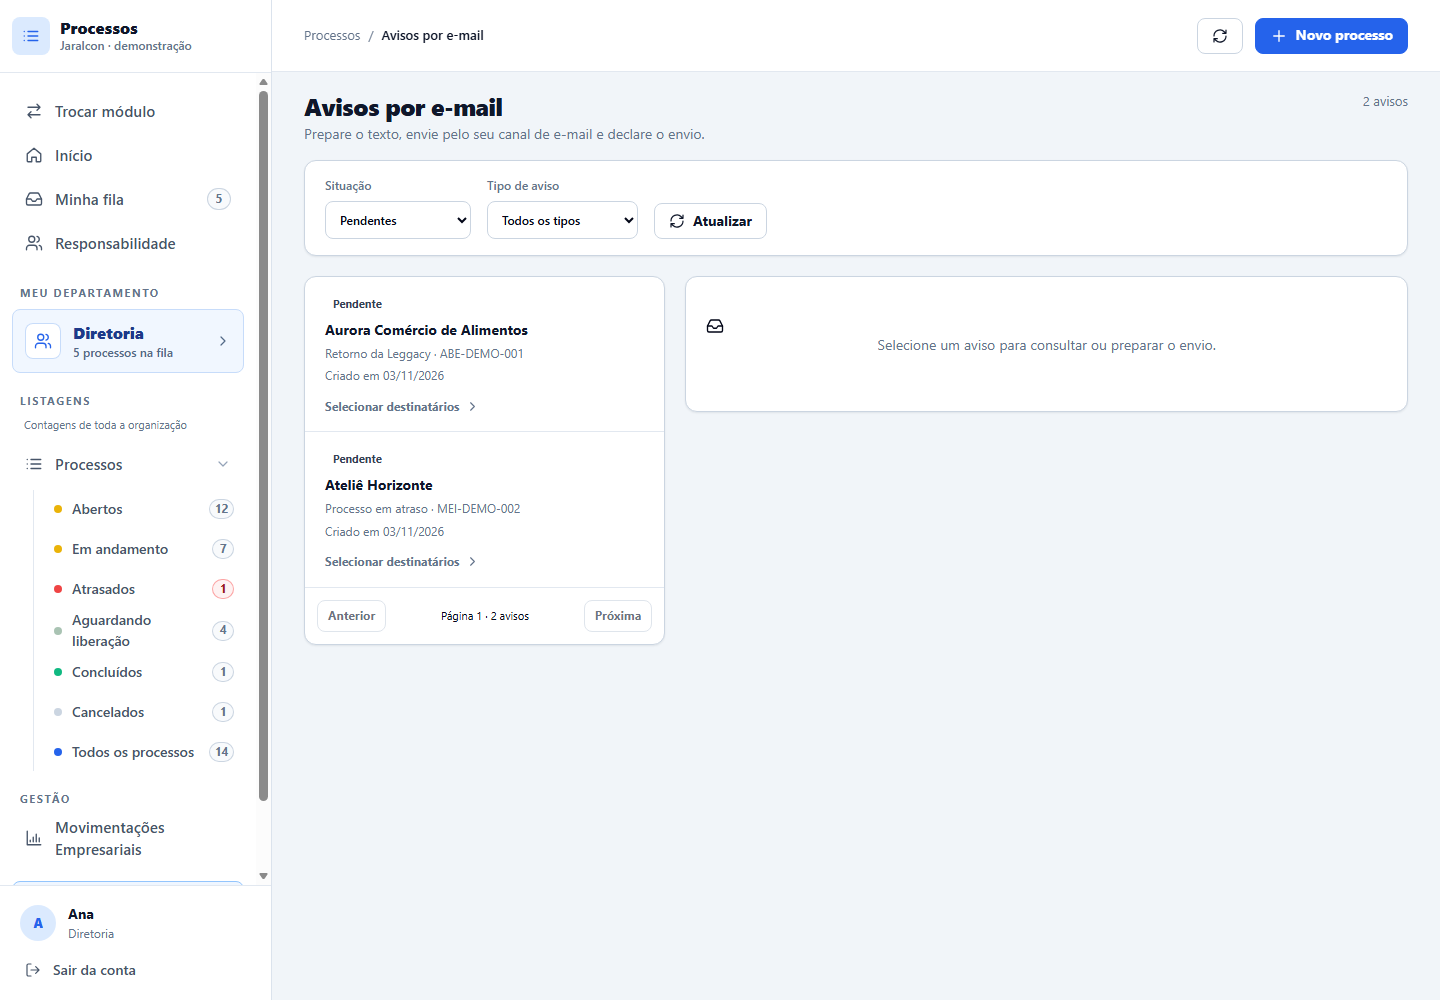 Processos
Jaralcon · demonstração
Trocar módulo
Início
Minha fila
5
Responsabilidade
MEU DEPARTAMENTO
Diretoria
5 processos na fila
LISTAGENS
Contagens de toda a organização
Processos
Abertos
12
Em andamento
7
Atrasados
1
Aguardando
liberação
4
Concluídos
1
Cancelados
1
Todos os processos
14
GESTÃO
Movimentações
Empresariais
A
Ana
Diretoria
Sair da conta
Processos / Avisos por e-mail
Novo processo
Avisos por e-mail
2 avisos
Prepare o texto, envie pelo seu canal de e-mail e declare o envio.
Situação
Tipo de aviso
Pendentes
Todos os tipos
Atualizar
Pendente
Aurora Comércio de Alimentos
Retorno da Leggacy · ABE-DEMO-001
Criado em 03/11/2026
Selecionar destinatários
Pendente
Ateliê Horizonte
Processo em atraso · MEI-DEMO-002
Criado em 03/11/2026
Selecionar destinatários
Anterior
Página 1 · 2 avisos
Próxima
Selecione um aviso para consultar ou preparar o envio.